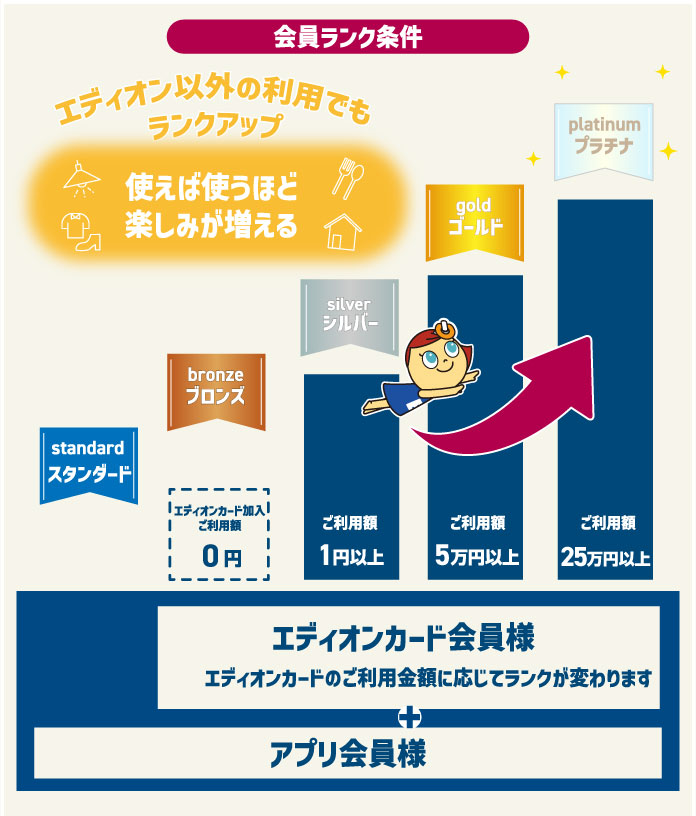 会員ランク条件
エディオン以外の利用でも
ランクアップ
使えば使うほど
楽しみが増える
platinum
プラチナ
gold
ゴールド
silver
シルバー
bronze
ブロンズ
standard
スタンダード
エディオンカード加入
ご利用額
0円
ご利用額
1円以上
ご利用額
5万円以上
ご利用額
25万円以上
エディオンカード会員様
エディオンカードのご利用金額に応じてランクが変わります
+
アプリ会員様